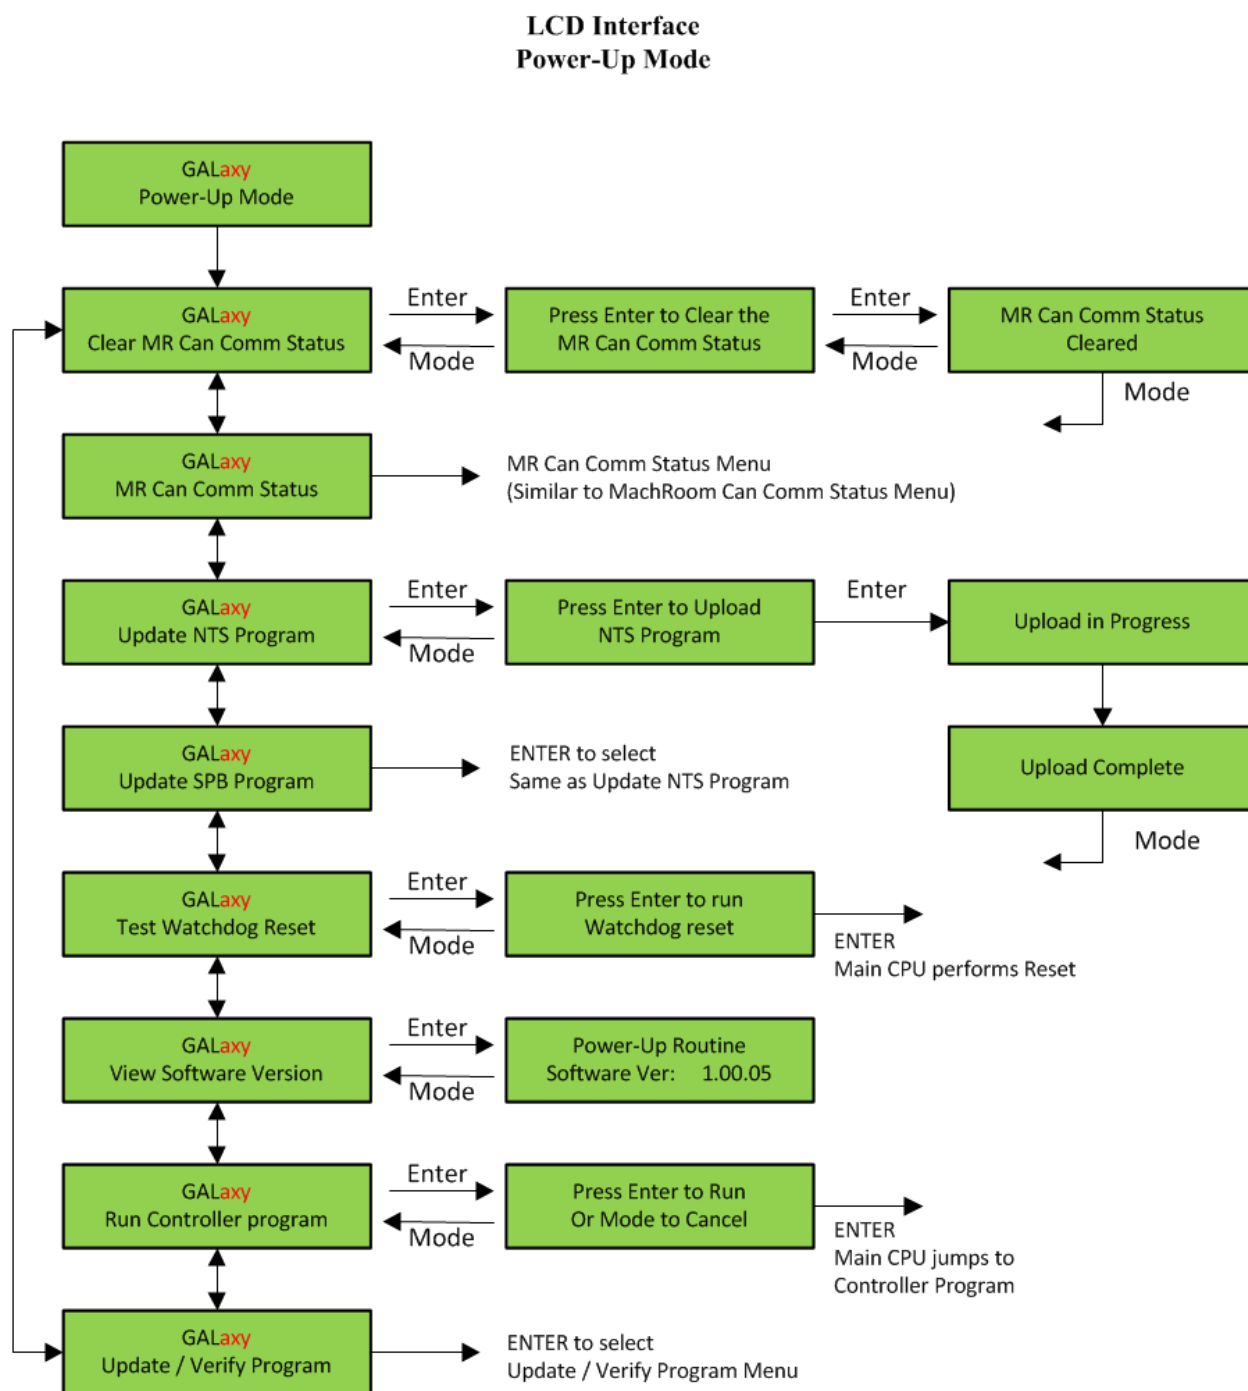 LCD Interface
Power-Up Mode
GALaxy
Power-Up Mode
GALaxy
Clear MR Can Comm Status
Enter
Mode
Press Enter to Clear the
MR Can Comm Status
Enter
Mode
MR Can Comm Status
Cleared
Mode
GALaxy
MR Can Comm Status
MR Can Comm Status Menu
(Similar to MachRoom Can Comm Status Menu)
GALaxy
Update NTS Program
Enter
Mode
Press Enter to Upload
NTS Program
Enter
Upload in Progress
GALaxy
Update SPB Program
ENTER to select
Same as Update NTS Program
Upload Complete
Mode
GALaxy
Test Watchdog Reset
Enter
Mode
Press Enter to run
Watchdog reset
ENTER
Main CPU performs Reset
GALaxy
View Software Version
Enter
Mode
Power-Up Routine
Software Ver: 1.00.05
GALaxy
Run Controller program
Enter
Mode
Press Enter to Run
Or Mode to Cancel
ENTER
Main CPU jumps to
Controller Program
GALaxy
Update / Verify Program
ENTER to select
Update / Verify Program Menu